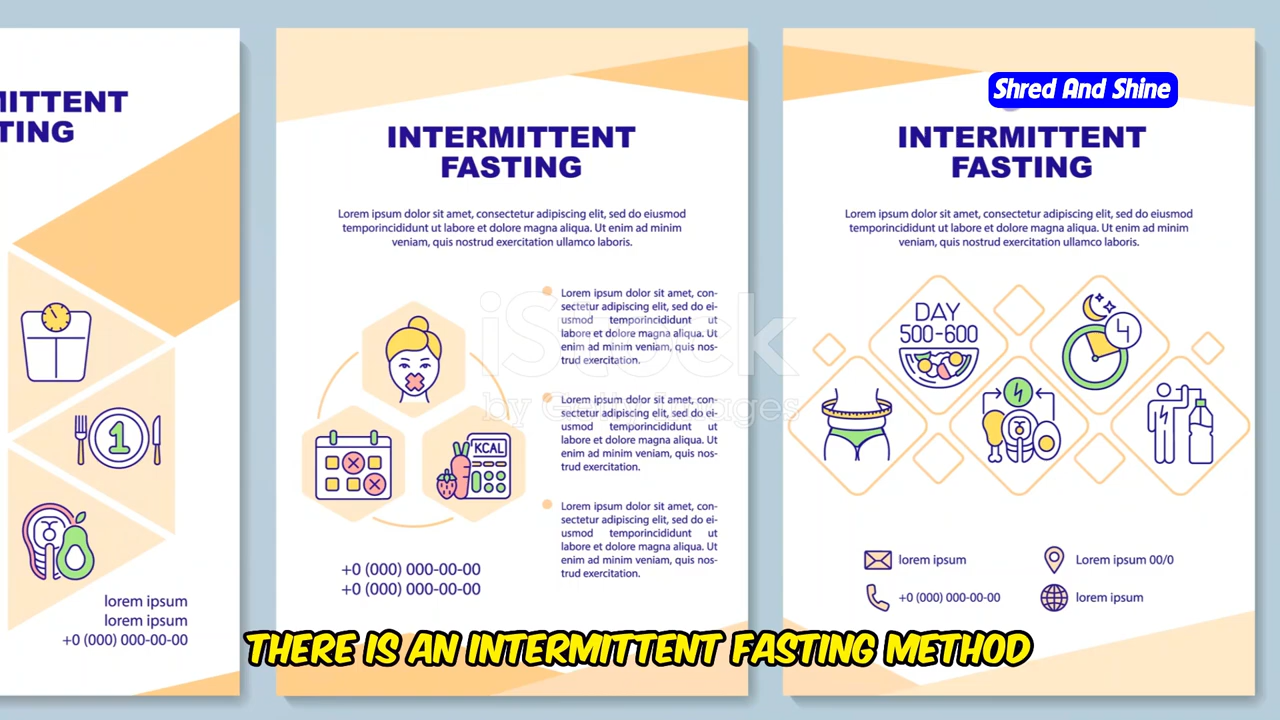 MITTENT
TING
1
lorem ipsum
lorem ipsum
+0 (000) 000-00-00
INTERMITTENT
FASTING
Lorem ipsum dolor sit amet, consectetur adipiscing elit, sed do eiusmod
temporincididunt ut labore et dolore magna aliqua. Ut enim ad minim
veniam, quis nostrud exercitation ullamco laboris.
Lorem ipsum dolor sit amet, con-
sectetur adipiscing elit, sed do ei-
usmod temporincididunt ut
labore et dolore magna aliqua. Ut
enim ad minim veniam, quis nos-
trud exercitation.
KCAL
Lorem ipsum dolor sit amet, con-
sectetur adipiscing elit, sed do ei-
usmod temporincididunt ut
labore et dolore magna aliqua. Ut
enim ad minim veniam, quis nos-
trud exercitation.
Lorem ipsum dolor sit amet, con-
sectetur adipiscing elit, sed do ei-
usmod temporincididunt ut
labore et dolore magna aliqua. Ut
enim ad minim veniam, quis nos-
trud exercitation.
+0 (000) 000-00-00
+0 (000) 000-00-00
iStock
by Getty Images
Shred And Shine
INTERMITTENT
FASTING
Lorem ipsum dolor sit amet, consectetur adipiscing elit, sed do eiusmod
temporincididunt ut labore et dolore magna aliqua. Ut enim ad minim
veniam, quis nostrud exercitation ullamco laboris.
DAY
500-600
4
lorem ipsum
Lorem ipsum 00/0
+0 (000) 000-00-00
lorem ipsum
THERE IS AN INTERMITTENT FASTING METHOD